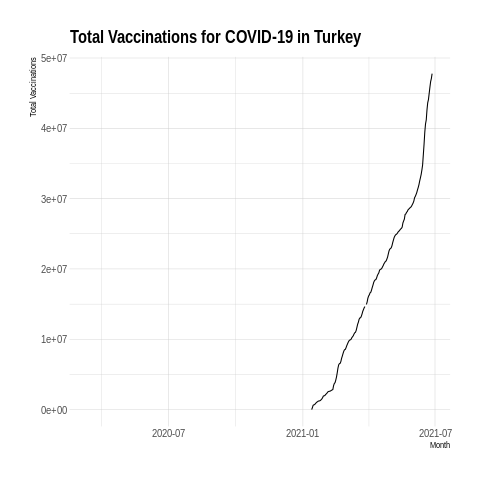 Total Vaccinations for COVID-19 in Turkey
Total Vaccinations
5e+07
4e+07
3e+07
2e+07
1e+07
0e+00
2020-07 2021-01 2021-07
Month